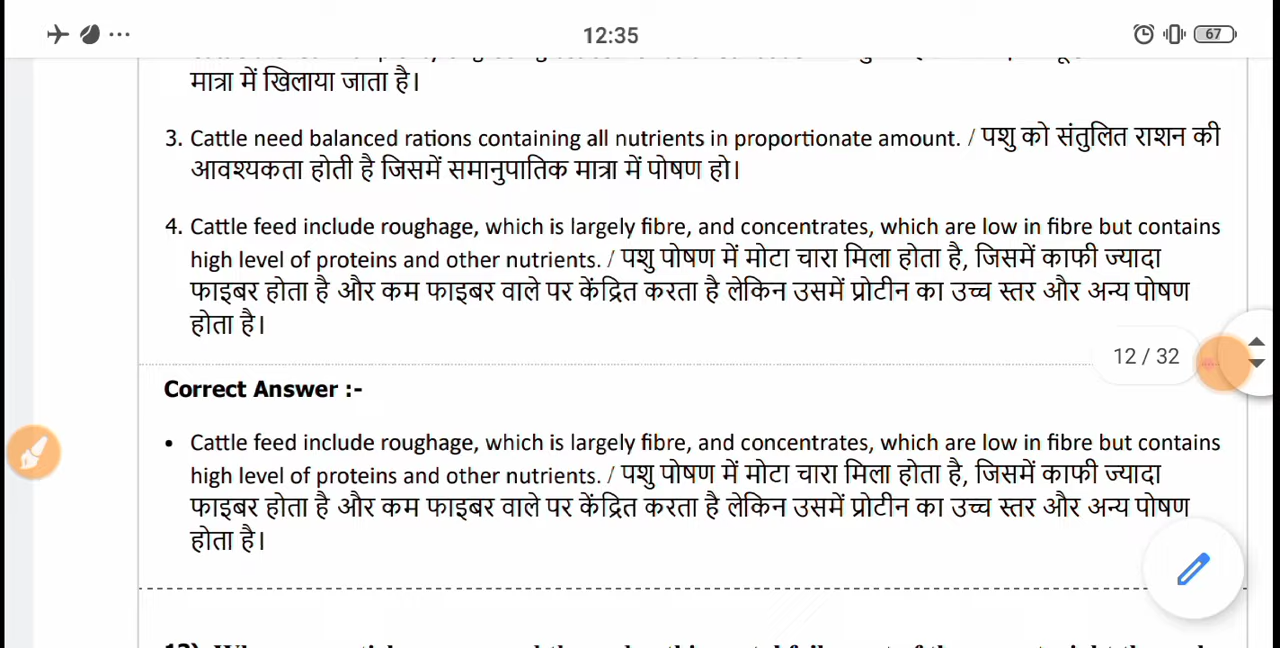 12:35
67
मात्रा में खिलाया जाता है।
3. Cattle need balanced rations containing all nutrients in proportionate amount. / पशु को संतुलित राशन की
आवश्यकता होती है जिसमें समानुपातिक मात्रा में पोषण हो।
4. Cattle feed include roughage, which is largely fibre, and concentrates, which are low in fibre but contains
high level of proteins and other nutrients. / पशु पोषण में मोटा चारा मिला होता है, जिसमें काफी ज्यादा
फाइबर होता है और कम फाइबर वाले पर केंद्रित करता है लेकिन उसमें प्रोटीन का उच्च स्तर और अन्य पोषण
होता है।
12 / 32
Correct Answer :-
• Cattle feed include roughage, which is largely fibre, and concentrates, which are low in fibre but contains
high level of proteins and other nutrients. / पशु पोषण में मोटा चारा मिला होता है, जिसमें काफी ज्यादा
फाइबर होता है और कम फाइबर वाले पर केंद्रित करता है लेकिन उसमें प्रोटीन का उच्च स्तर और अन्य पोषण
होता है।